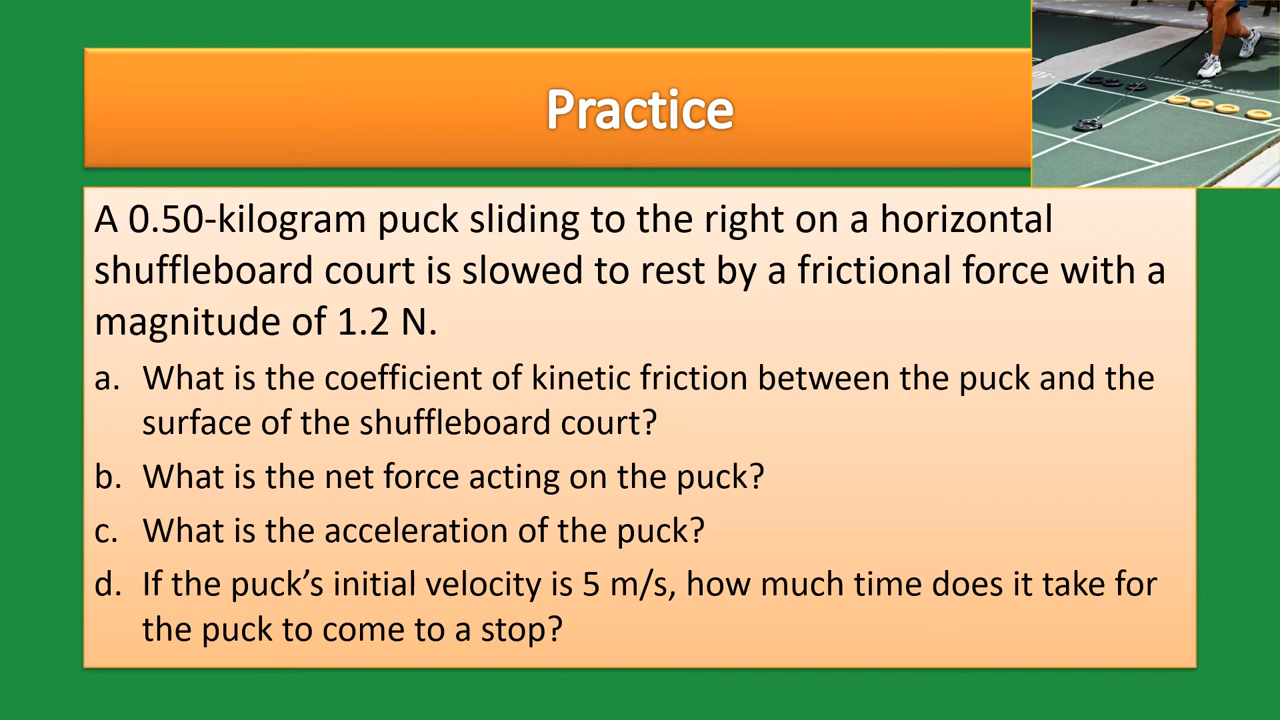 Practice
A 0.50-kilogram puck sliding to the right on a horizontal
shuffleboard court is slowed to rest by a frictional force with a
magnitude of 1.2 N.
a. What is the coefficient of kinetic friction between the puck and the
surface of the shuffleboard court?
b. What is the net force acting on the puck?
c. What is the acceleration of the puck?
d. If the puck’s initial velocity is 5 m/s, how much time does it take for
the puck to come to a stop?